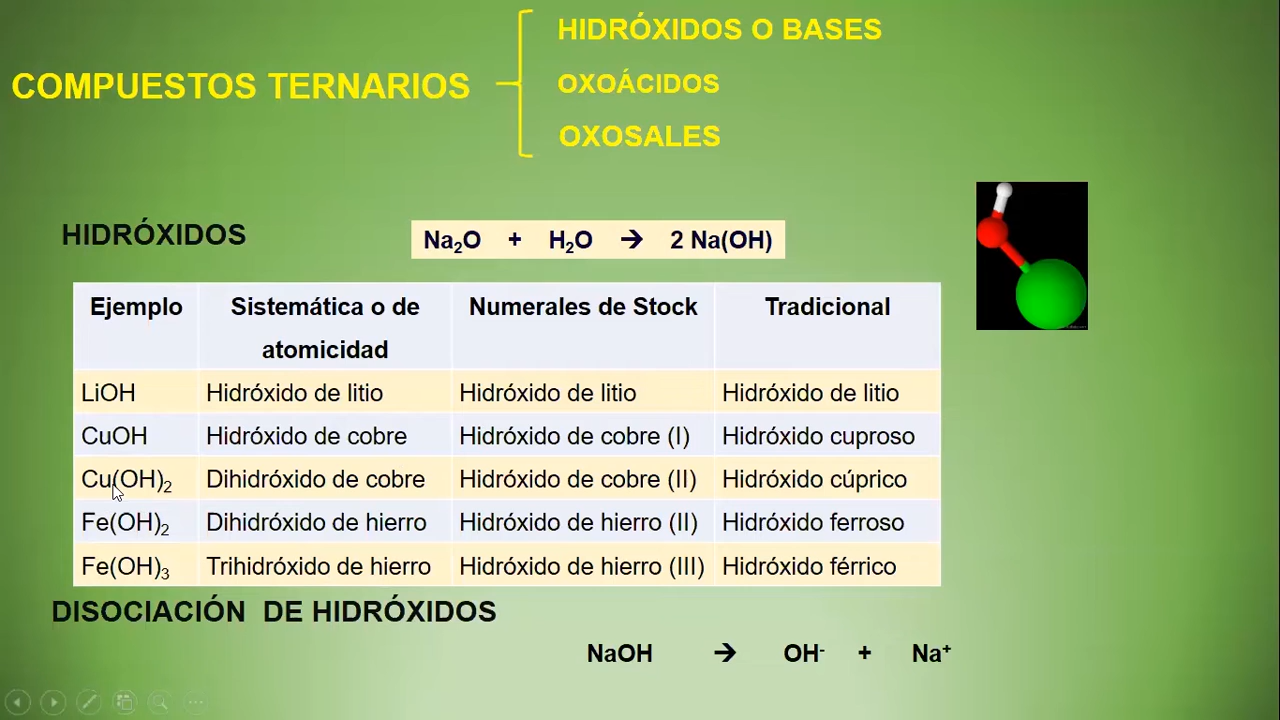 COMPUESTOS TERNARIOS
HIDRÓXIDOS O BASES
OXOÁCIDOS
OXOSALES
HIDRÓXIDOS
Na₂O + H₂O → 2 Na(OH)
Ejemplo Sistemática o de atomicidad Numerales de Stock Tradicional
LiOH Hidróxido de litio Hidróxido de litio Hidróxido de litio
CuOH Hidróxido de cobre Hidróxido de cobre (I) Hidróxido cuproso
Cu(OH)₂ Dihidróxido de cobre Hidróxido de cobre (II) Hidróxido cúprico
Fe(OH)₂ Dihidróxido de hierro Hidróxido de hierro (II) Hidróxido ferroso
Fe(OH)₃ Trihidróxido de hierro Hidróxido de hierro (III) Hidróxido férrico
DISOCIACIÓN DE HIDRÓXIDOS
NaOH → OH⁻ + Na⁺